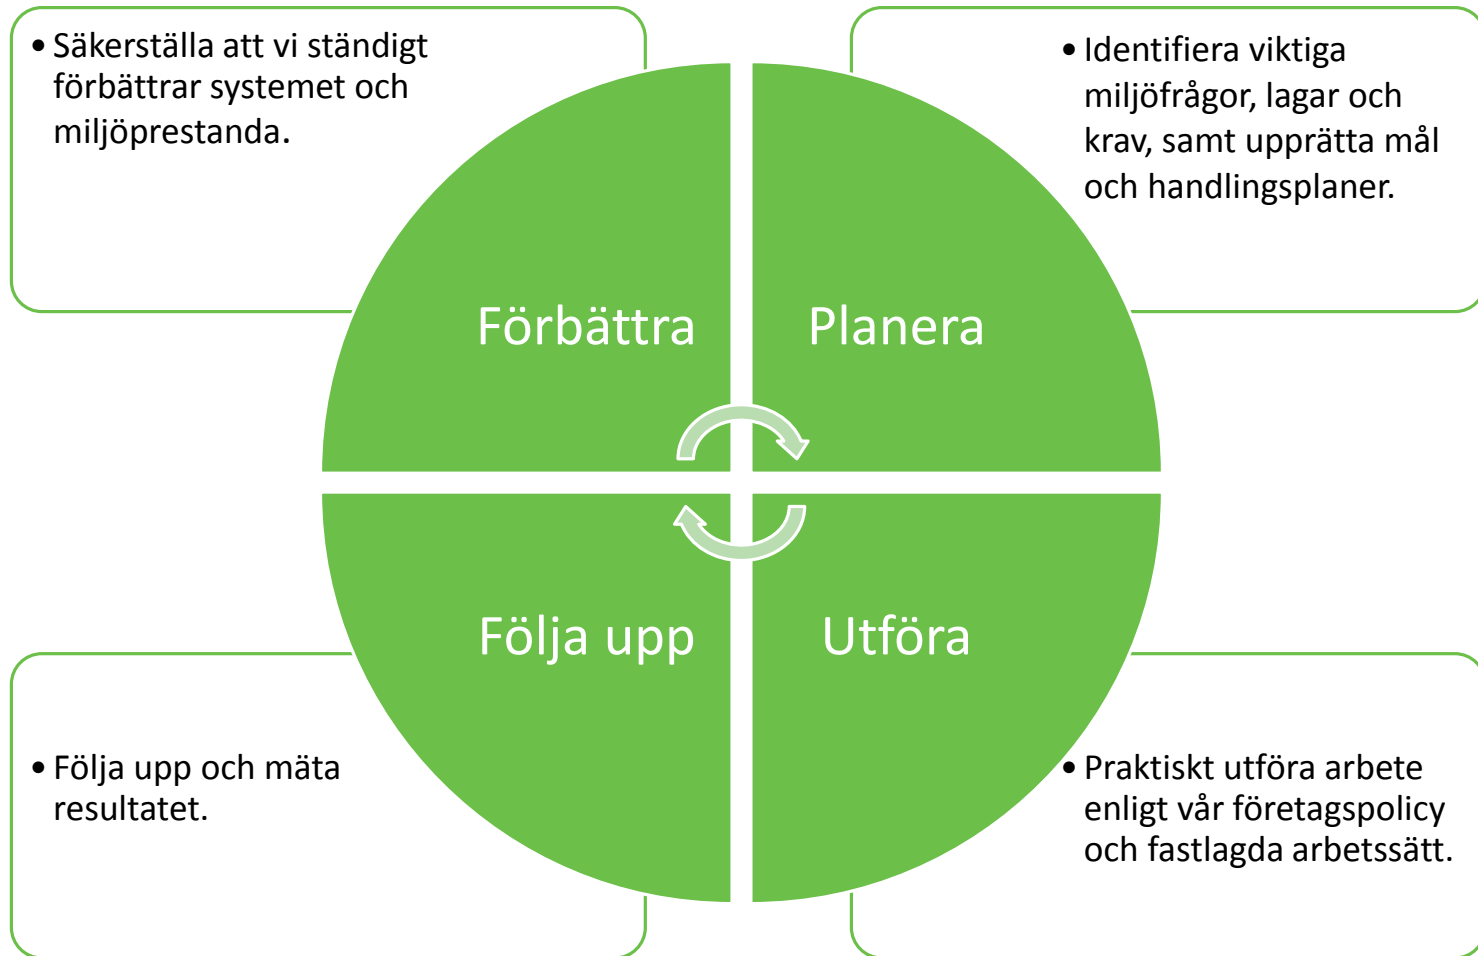 • Säkerställa att vi ständigt
förbättrar systemet och
miljöprestanda.
• Identifiera viktiga
miljöfrågor, lagar och
krav, samt upprätta mål
och handlingsplaner.
Förbättra
Planera
Följa upp
Utföra
• Följa upp och mäta
resultatet.
• Praktiskt utföra arbete
enligt vår företagspolicy
och fastlagda arbetssätt.